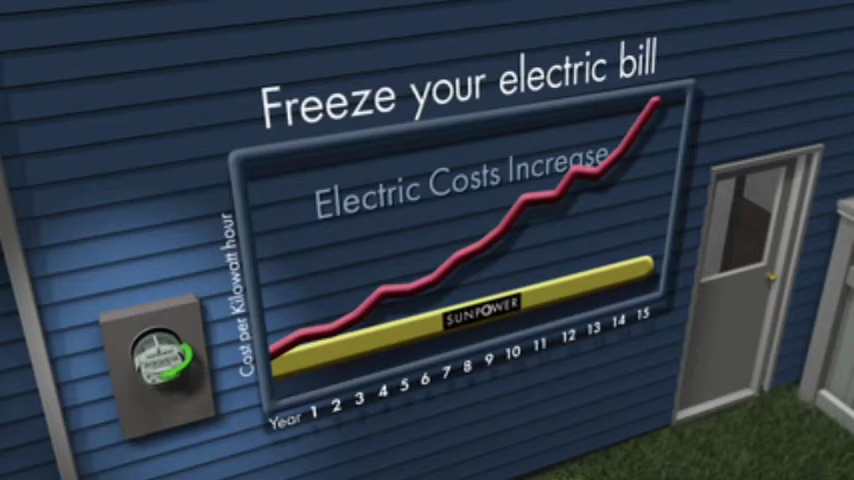 Freeze your electric bill
Electric Costs Increase
Cost per Kilowatt hour
SUNPOWER
Year 1 2 3 4 5 6 7 8 9 10 11 12 13 14 15